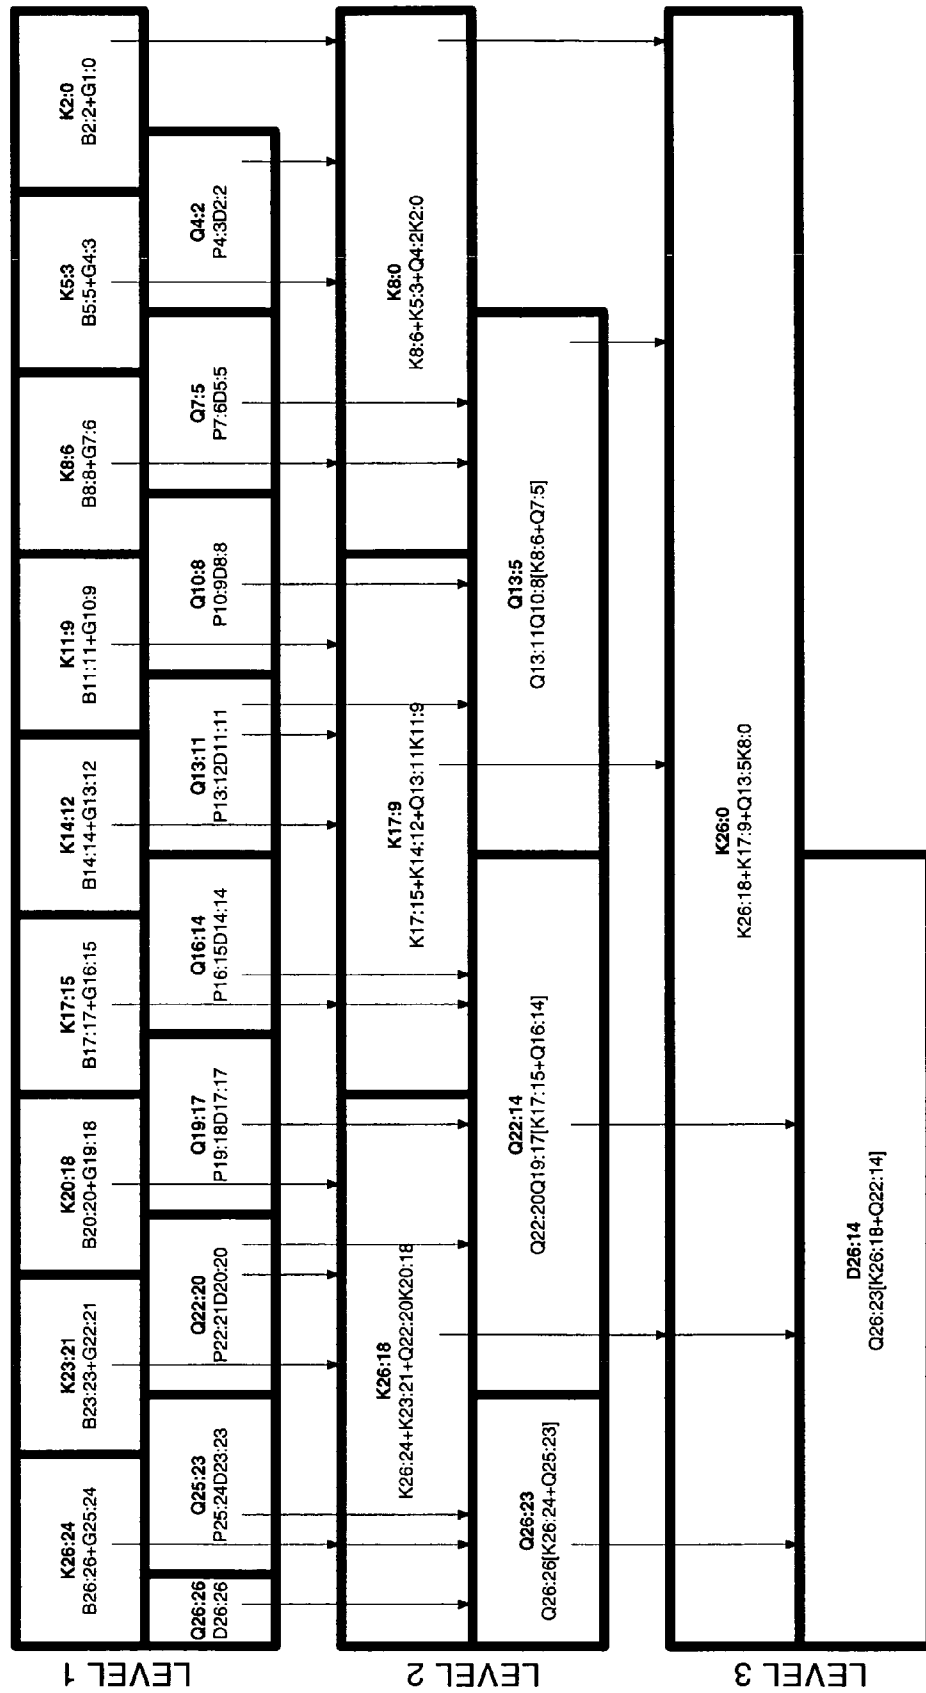 LEVEL 1
K26:24
B26:26+G25:24
K23:21
B23:23+G22:21
K20:18
B20:20+G19:18
K17:15
B17:17+G16:15
K14:12
B14:14+G13:12
K11:9
B11:11+G10:9
K8:6
B8:8+G7:6
K5:3
B5:5+G4:3
K2:0
B2:2+G1:0
Q26:26
D26:26
Q25:23
P25:24D23:23
Q22:20
P22:21D20:20
Q19:17
P19:18D17:17
Q16:14
P16:15D14:14
Q13:11
P13:12D11:11
Q10:8
P10:9D8:8
Q7:5
P7:6D5:5
Q4:2
P4:3D2:2
LEVEL 2
K26:18
K26:24+K23:21+Q22:20K20:18
K17:9
K17:15+K14:12+Q13:11K11:9
K8:0
K8:6+K5:3+Q4:2K2:0
Q26:23
Q26:26[K26:24+Q25:23]
Q22:14
Q22:20Q19:17[K17:15+Q16:14]
Q13:5
Q13:11Q10:8[K8:6+Q7:5]
LEVEL 3
K26:0
K26:18+K17:9+Q13:5K8:0
D26:14
Q26:23[K26:18+Q22:14]